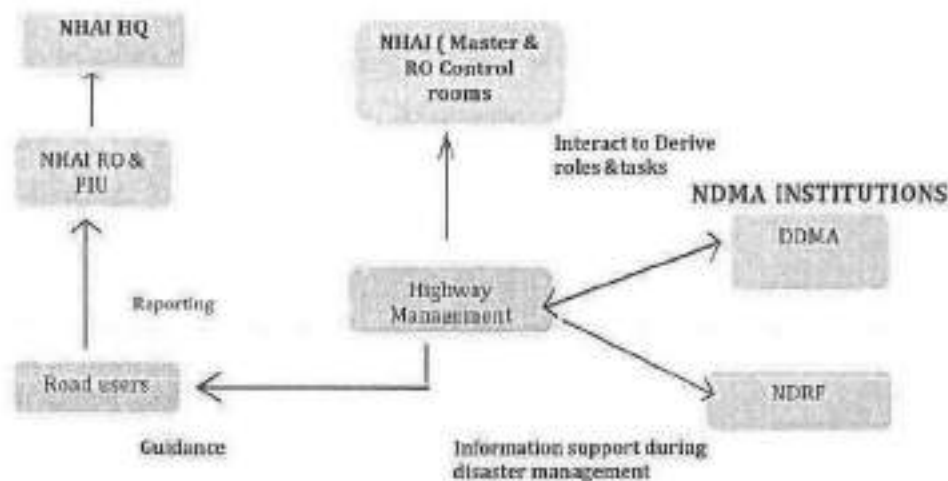 NHAI HQ
NHAI ( Master &
RO Control
rooms
NHAI RO &
PIU
Interact to Derive
roles &tasks
NDMA INSTITUTIONS
DDMA
Reporting
Highway
Management
Road users
NDRF
Guidance
Information support during
disaster management